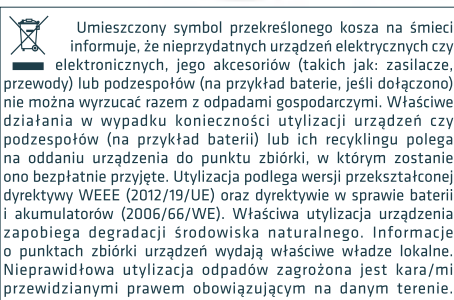 Umieszczony symbol przekreślonego kosza na śmieci
informuje, że nieprzydatnych urządzeń elektrycznych czy
elektronicznych, jego akcesoriów (takich jak: zasilacze,
przewody) lub podzespołów (na przykład baterie, jeśli dołączono)
nie można wyrzucać razem z odpadami gospodarczymi. Właściwe
działania w wypadku konieczności utylizacji urządzeń czy
podzespołów (na przykład baterii) lub ich recyklingu polega
na oddaniu urządzenia do punktu zbiórki, w którym zostanie
ono bezpłatnie przyjęte. Utylizacja podlega wersji przekształconej
dyrektywy WEEE (2012/19/UE) oraz dyrektywie w sprawie baterii
i akumulatorów (2006/66/WE). Właściwa utylizacja urządzenia
zapobiega degradacji środowiska naturalnego. Informacje
o punktach zbiórki urządzeń wydają właściwe władze lokalne.
Nieprawidłowa utylizacja odpadów zagrożona jest kara/mi
przewidzianymi prawem obowiązującym na danym terenie.